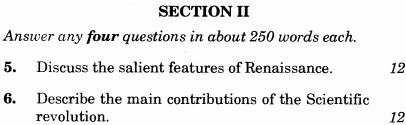 SECTION II
Answer any four questions in about 250 words each.
5. Discuss the salient features of Renaissance. 12
6. Describe the main contributions of the Scientific
revolution. 12